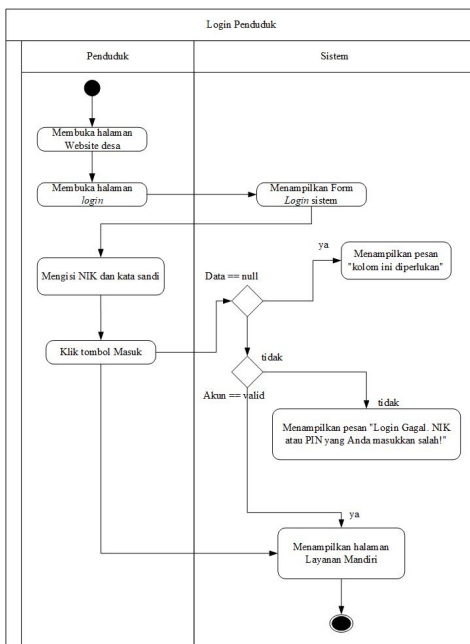 Login Penduduk
Penduduk
Sistem
Membuka halaman
Website desa
Membuka halaman
login
Menampilkan Form
Login sistem
Mengisi NIK dan kata sandi
Data == null
ya
Menampilkan pesan
"kolom ini diperlukan"
Klik tombol Masuk
tidak
Akun == valid
tidak
Menampilkan pesan "Login Gagal. NIK
atau PIN yang Anda masukkan salah!"
ya
Menampilkan halaman
Layanan Mandiri